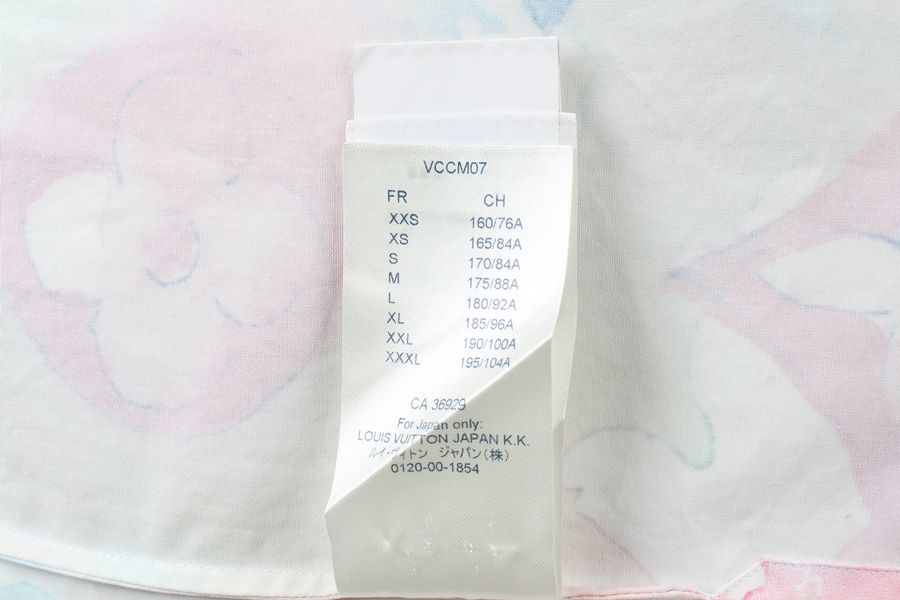 VCCM07
FR CH
XXS 160/76A
XS 165/84A
S 170/84A
M 175/88A
L 180/92A
XL 185/96A
XXL 190/100A
XXXL 195/104A
CA 36929
For Japan only:
LOUIS VUITTON JAPAN K.K.
ルイ・ヴィトン ジャパン(株)
0120-00-1854